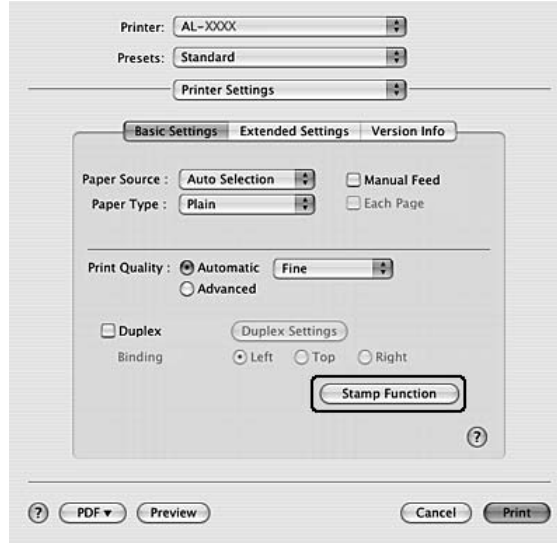 Printer: AL-XXXX
Presets: Standard
Printer Settings
Basic Settings Extended Settings Version Info
Paper Source : Auto Selection Manual Feed
Paper Type : Plain Each Page
Print Quality : Automatic Fine
Advanced
Duplex Duplex Settings
Binding Left Top Right
Stamp Function
?
? PDF▼ Preview Cancel Print